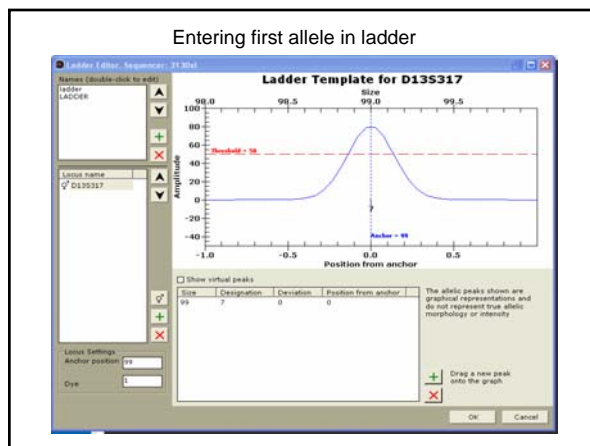 Entering first allele in ladder
Ladder Editor. Sequencer: 3130xl
Names (double-click to edit)
ladder
LADDER
Locus name
D13S317
Locus Settings
Anchor position 99
Dye 1
Ladder Template for D13S317
Size
98.0 98.5 99.0 99.5
Amplitude
100
80
60
40
20
0
-20
-40
Threshold = 50
7
Anchor = 99
-1.0 -0.5 0.0 0.5
Position from anchor
Show virtual peaks
Size Designation Deviation Position from anchor
99 7 0 0
The allelic peaks shown are
graphical representations and
do not represent true allelic
morphology or intensity
Drag a new peak
onto the graph
OK Cancel